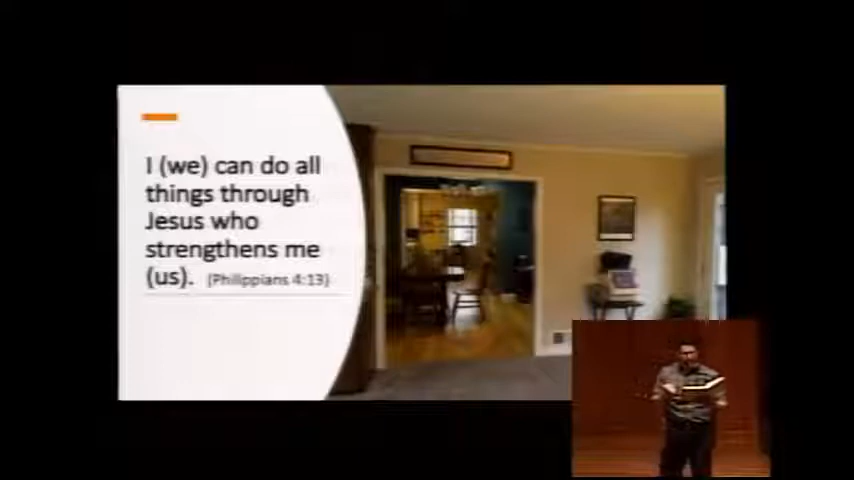 I (we) can do all
things through
Jesus who
strengthens me
(us). (Philippians 4:13)